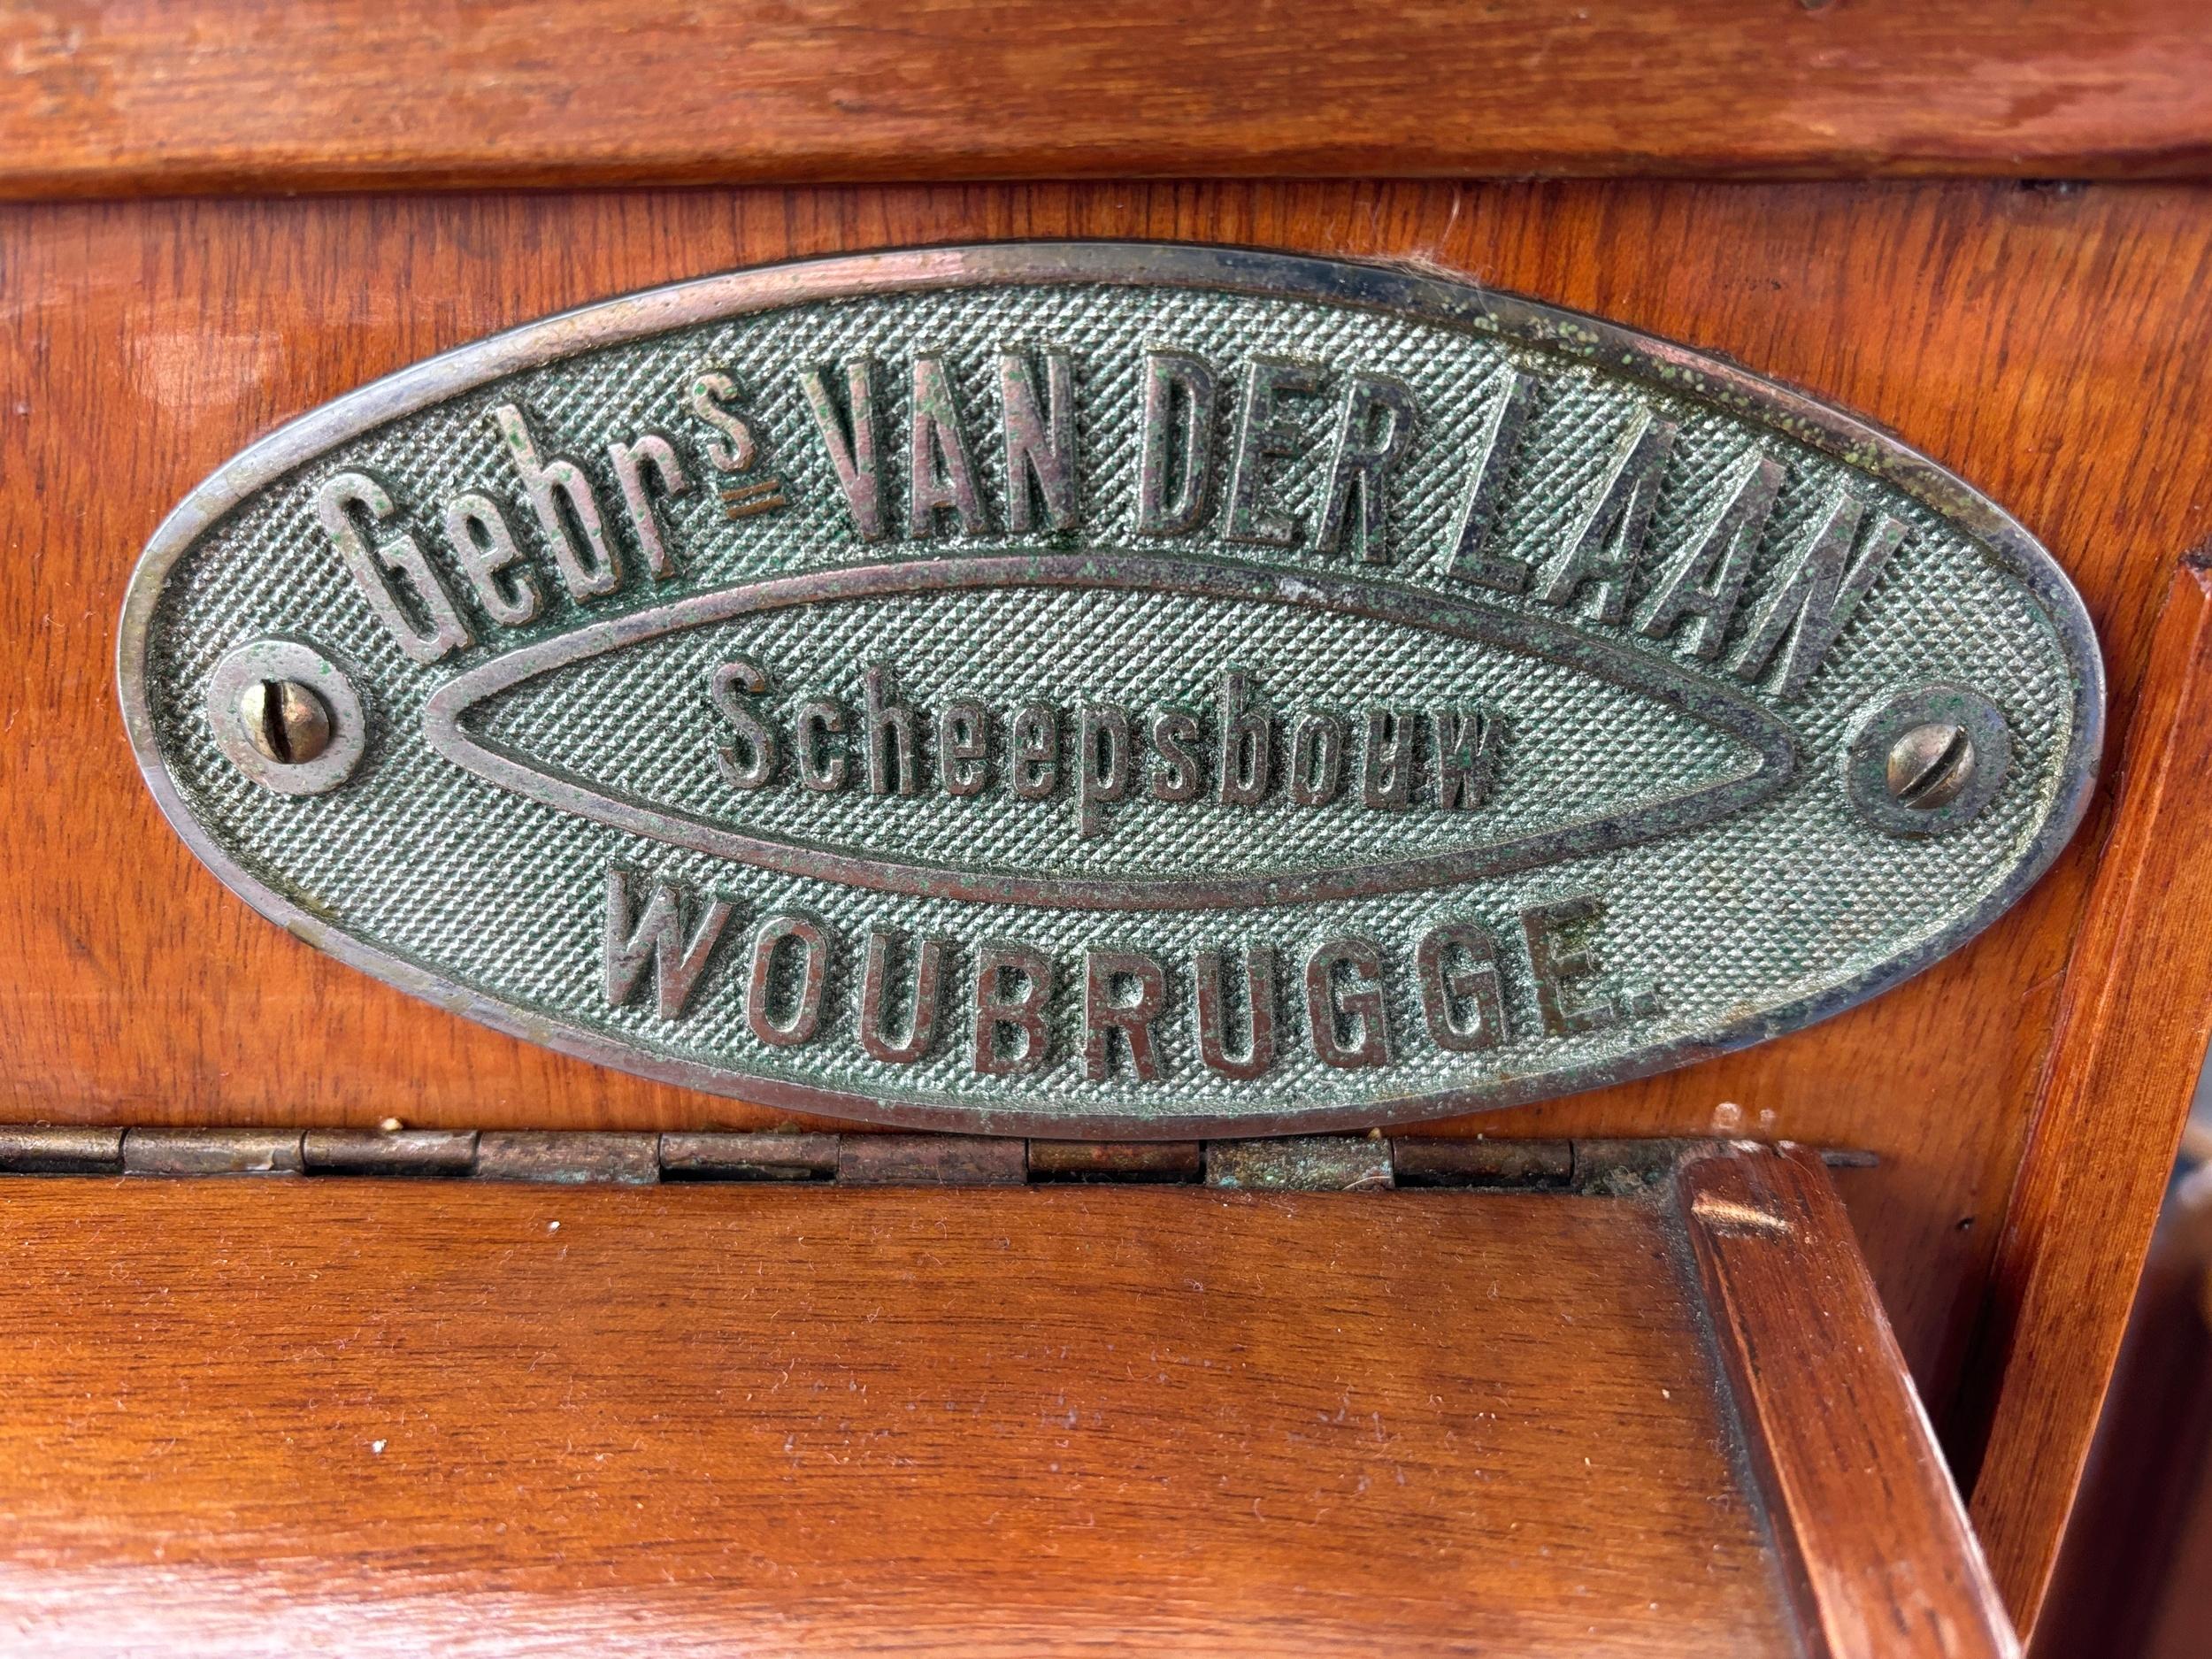 Gebrs VAN DER LAAN
Scheepsbouw
WOUBRUGGE.